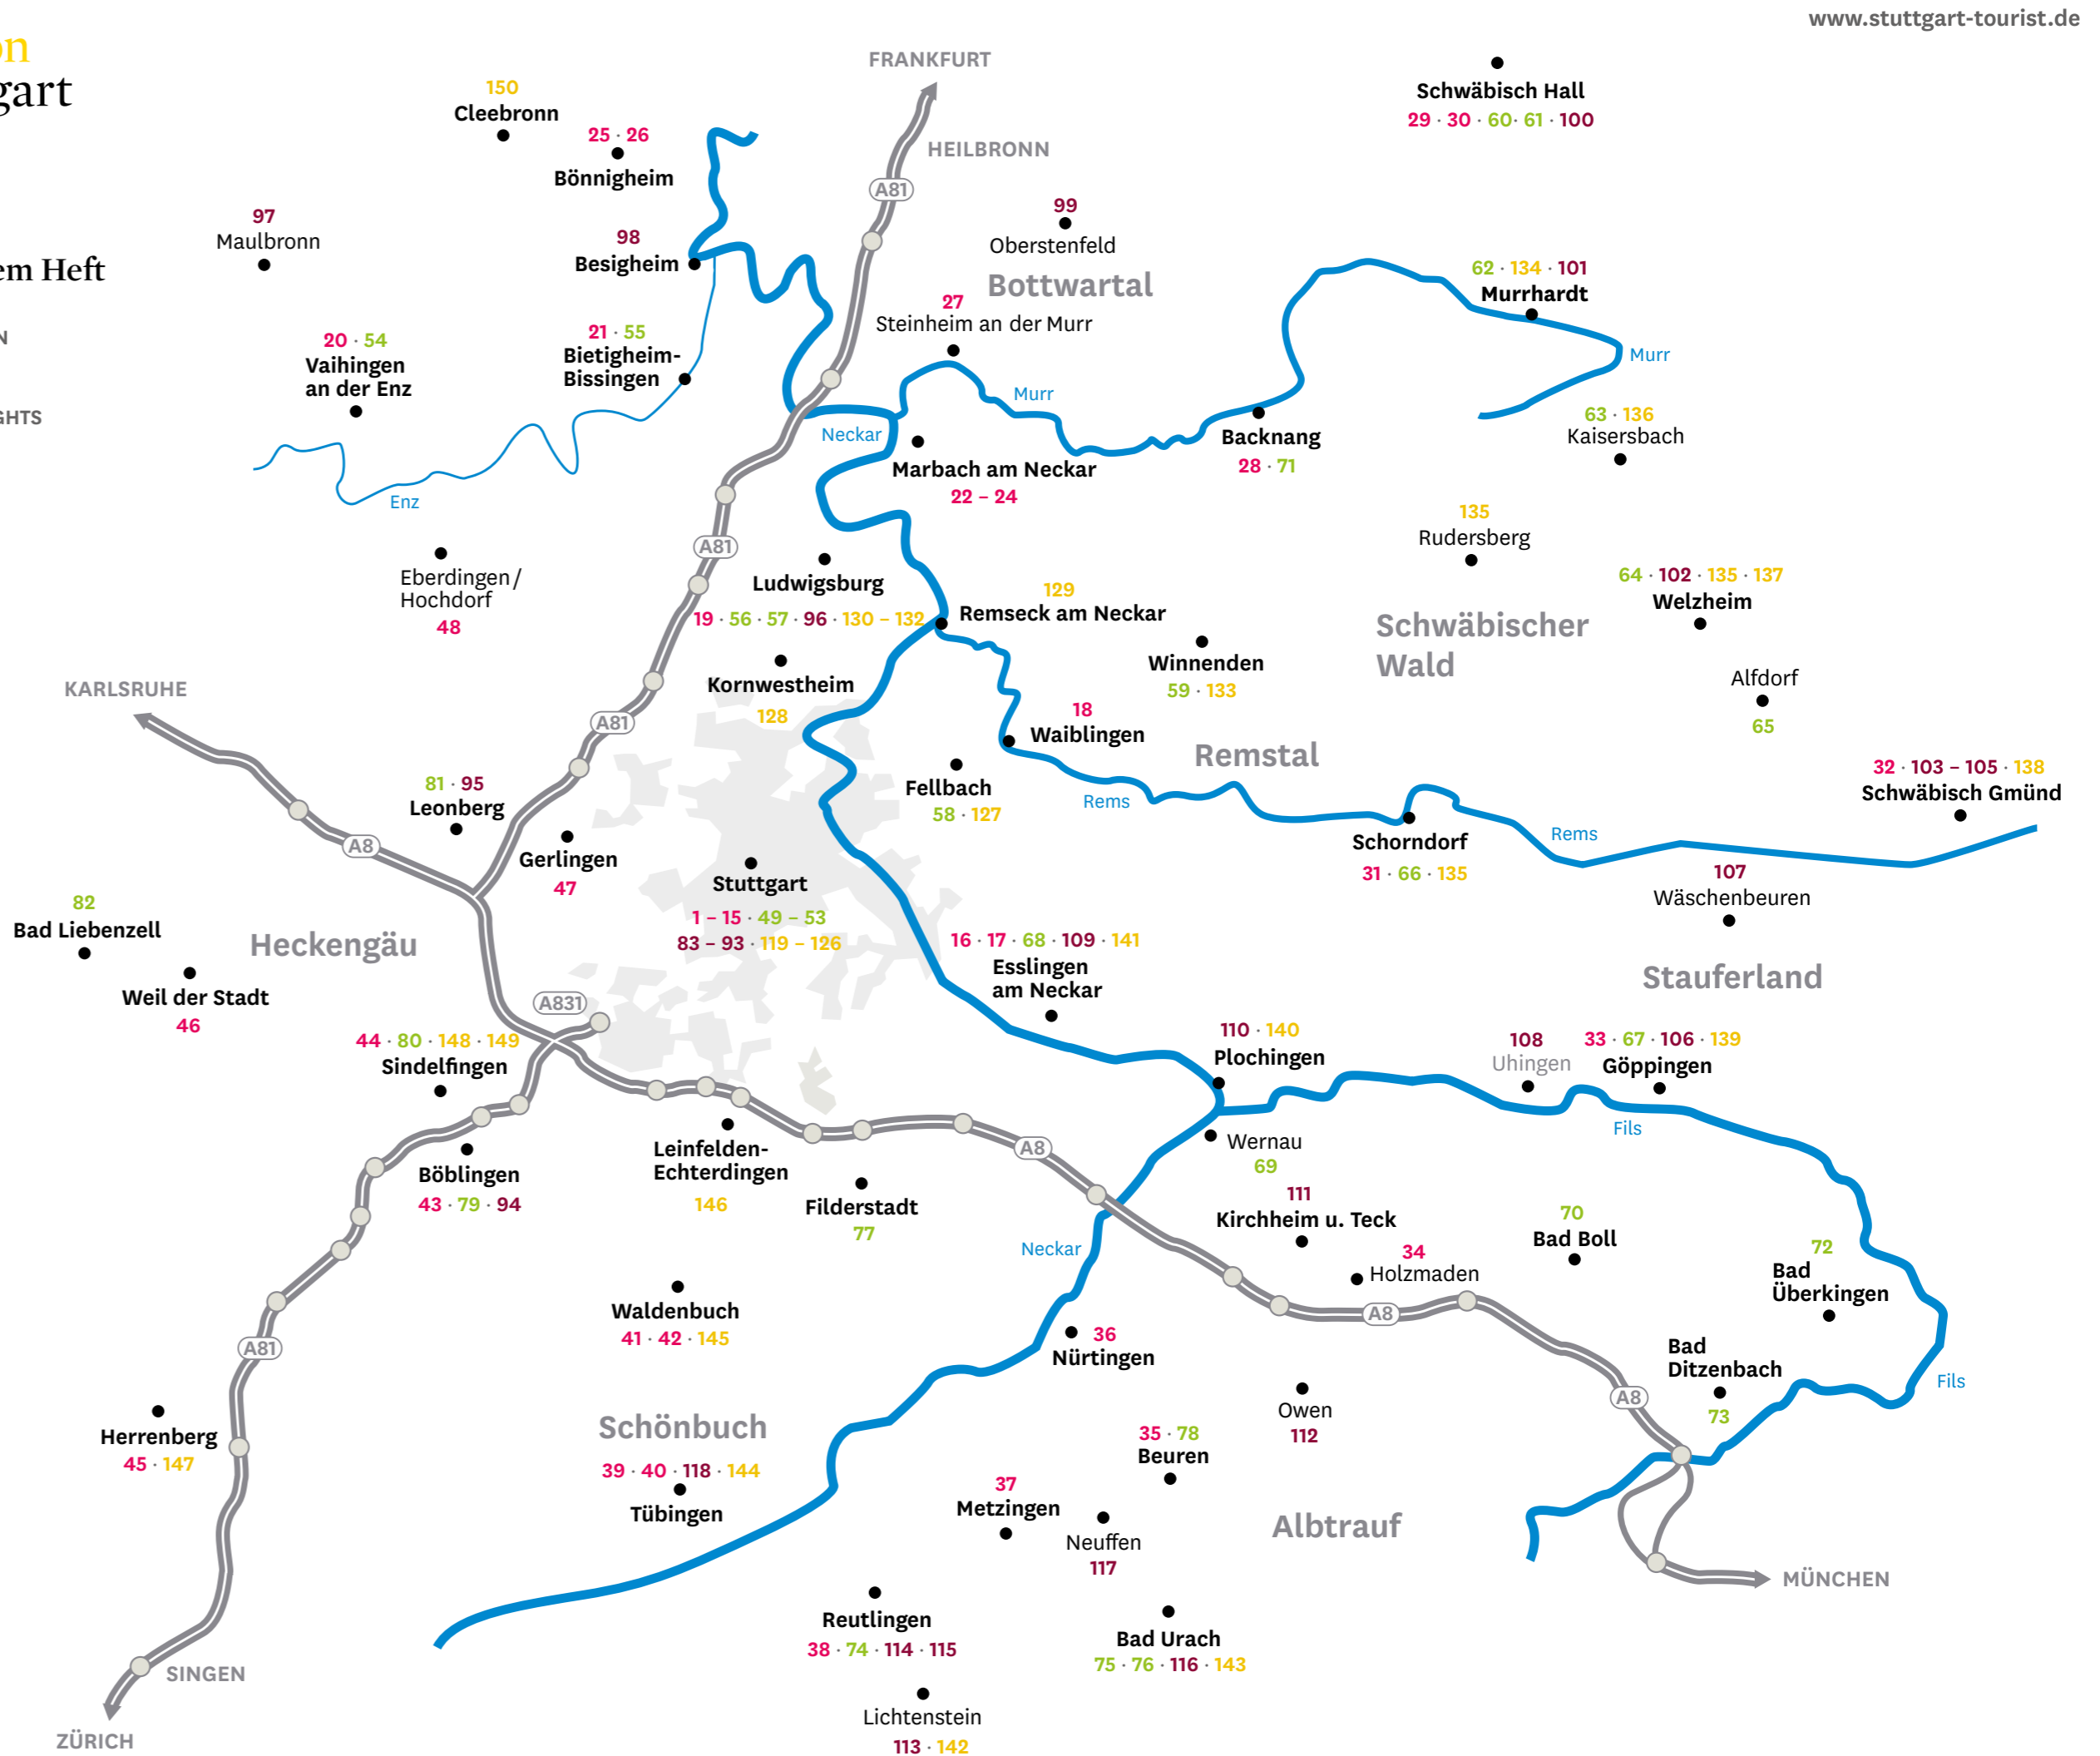 www.stuttgart-tourist.de
on
gart
em Heft
N
GHTS
FRANKFURT
HEILBRONN
A81
150
Cleebronn
25 · 26
Bönnigheim
Schwäbisch Hall
29 · 30 · 60 · 61 · 100
97
Maulbronn
98
Besigheim
99
Oberstenfeld
Bottwartal
27
Steinheim an der Murr
62 · 134 · 101
Murrhardt
Murr
20 · 54
Vaihingen
an der Enz
21 · 55
Bietigheim-
Bissingen
Murr
Neckar
Enz
Marbach am Neckar
22 – 24
Backnang
28 · 71
63 · 136
Kaisersbach
135
Rudersberg
A81
Eberdingen /
Hochdorf
48
Ludwigsburg
19 · 56 · 57 · 96 · 130 – 132
129
Remseck am Neckar
64 · 102 · 135 · 137
Welzheim
Schwäbischer
Wald
Winnenden
59 · 133
Alfdorf
65
KARLSRUHE
Kornwestheim
128
A81
18
Waiblingen
Remstal
Fellbach
58 · 127
Rems
32 · 103 – 105 · 138
Schwäbisch Gmünd
81 · 95
Leonberg
A8
Gerlingen
47
Schorndorf
31 · 66 · 135
Rems
Stuttgart
1 – 15 · 49 – 53
83 – 93 · 119 – 126
107
Wäschenbeuren
82
Bad Liebenzell
Heckengäu
Weil der Stadt
46
16 · 17 · 68 · 109 · 141
Esslingen
am Neckar
Stauferland
A831
44 · 80 · 148 · 149
Sindelfingen
110 · 140
Plochingen
108
Uhingen
33 · 67 · 106 · 139
Göppingen
Fils
Böblingen
43 · 79 · 94
Leinfelden-
Echterdingen
146
Filderstadt
77
A8
Wernau
69
111
Kirchheim u. Teck
34
Holzmaden
70
Bad Boll
72
Bad
Überkingen
Neckar
Waldenbuch
41 · 42 · 145
A8
36
Nürtingen
A81
Bad
Ditzenbach
73
A8
Fils
Herrenberg
45 · 147
Schönbuch
39 · 40 · 118 · 144
Tübingen
Owen
112
35 · 78
Beuren
37
Metzingen
Neuffen
117
Albtrauf
MÜNCHEN
Reutlingen
38 · 74 · 114 · 115
Bad Urach
75 · 76 · 116 · 143
SINGEN
ZÜRICH
Lichtenstein
113 · 142